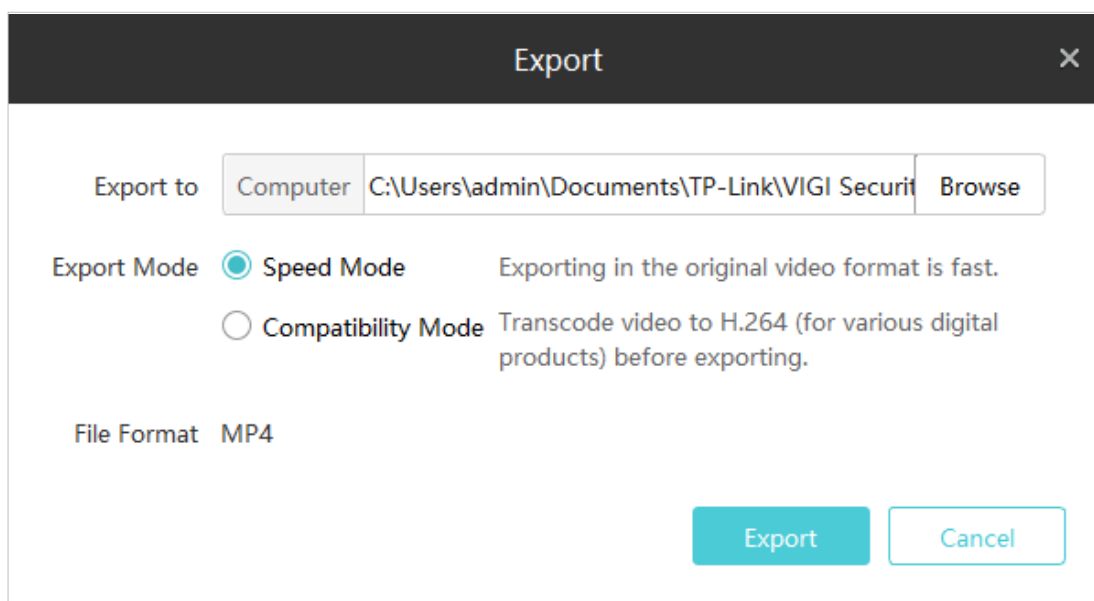 Export
Export to Computer C:\Users\admin\Documents\TP-Link\VIGI Securit Browse
Export Mode Speed Mode Exporting in the original video format is fast.
Compatibility Mode Transcode video to H.264 (for various digital
products) before exporting.
File Format MP4
Export Cancel